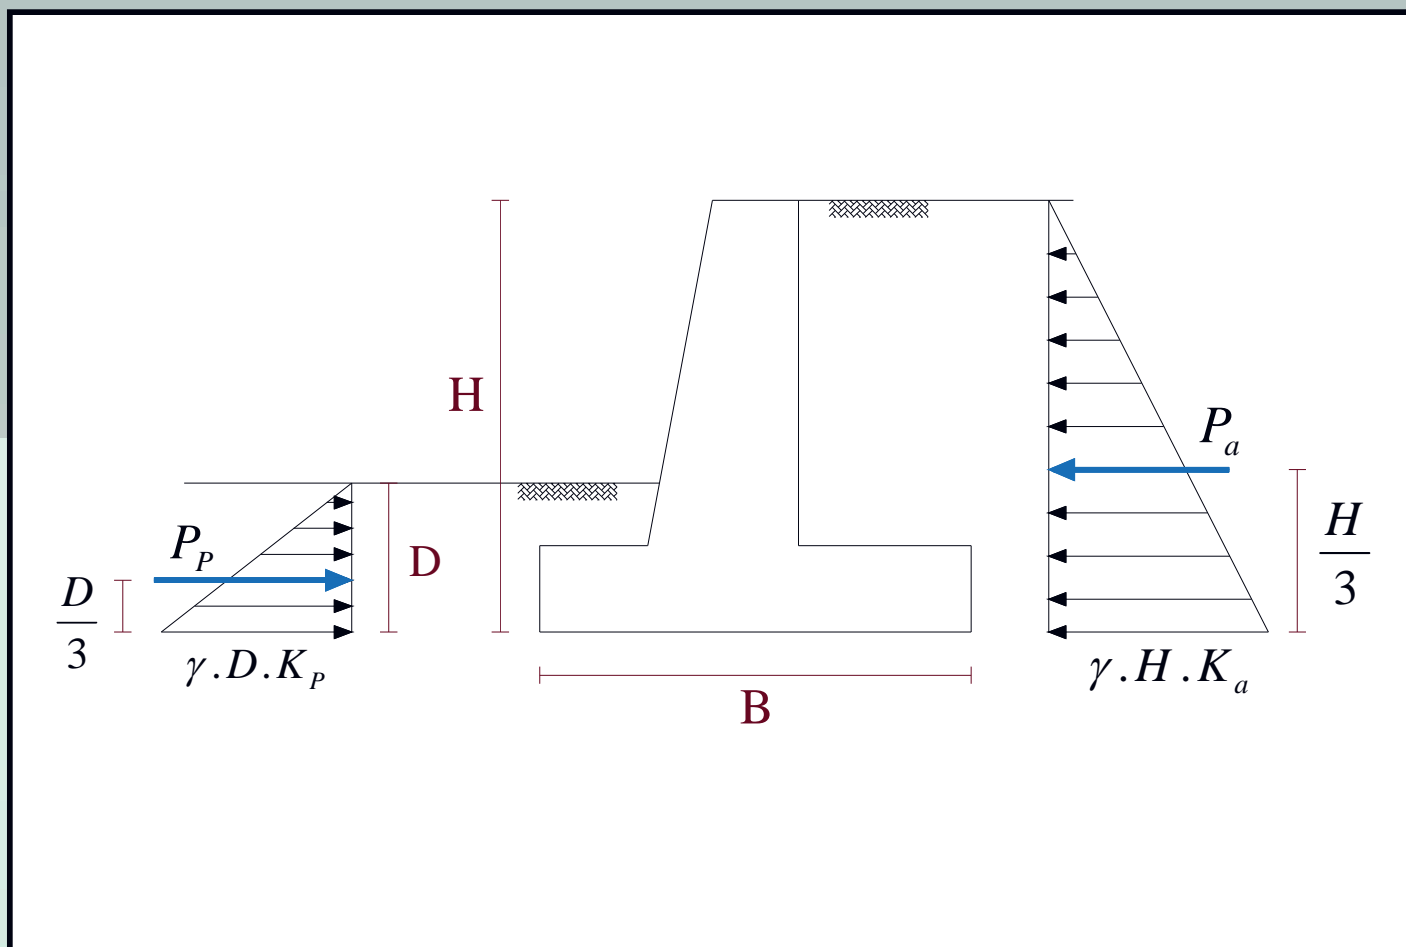 H
P_a
P_P
D
H/3
D/3
γ.D.K_P
γ.H.K_a
B